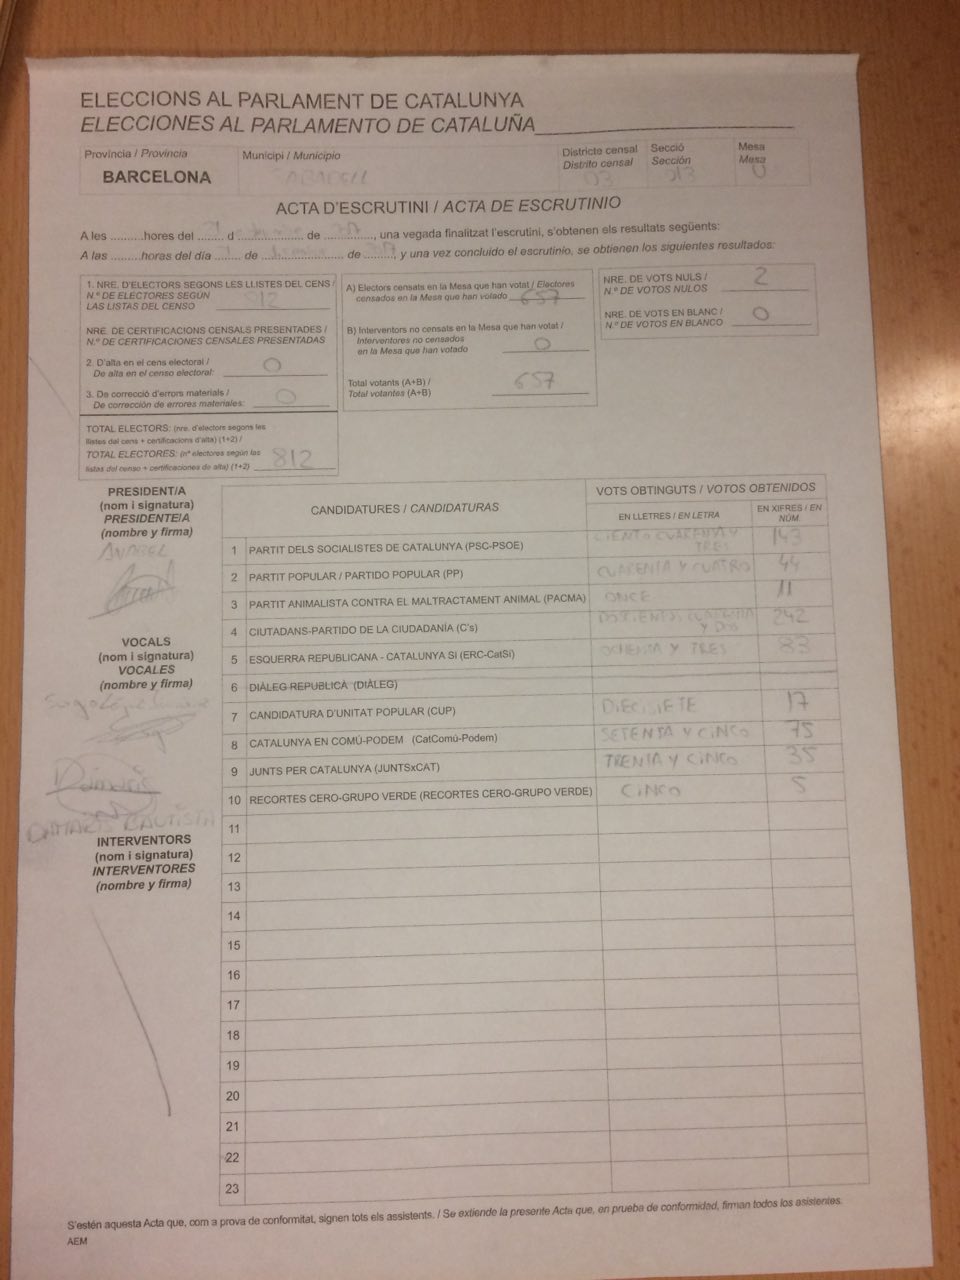 ELECCIONS AL PARLAMENT DE CATALUNYA
ELECCIONES AL PARLAMENTO DE CATALUÑA
Província / Provincia
BARCELONA
Municipi / Municipio
SABADELL
Districte censal
Distrito censal
03
Secció
Sección
013
Mesa
Mesa
U
ACTA D'ESCRUTINI / ACTA DE ESCRUTINIO
A les .........hores del ........ d .................... de ..............., una vegada finalitzat l'escrutini, s'obtenen els resultats següents:
A las .........horas del día ....... de ......................... de ........, y una vez concluido el escrutinio, se obtienen los siguientes resultados:
1. NRE. D'ELECTORS SEGONS LES LLISTES DEL CENS /
N.º DE ELECTORES SEGÚN
LAS LISTAS DEL CENSO 812
NRE. DE CERTIFICACIONS CENSALS PRESENTADES /
N.º DE CERTIFICACIONES CENSALES PRESENTADAS
2. D'alta en el cens electoral /
De alta en el censo electoral: 0
3. De correcció d'errors materials /
De corrección de errores materiales: 0
TOTAL ELECTORS: (nre. d'electors segons les
llistes del cens + certificacions d'alta) (1+2) /
TOTAL ELECTORES: (nº electores según las
listas del censo + certificaciones de alta) (1+2) 812
A) Electors censats en la Mesa que han votat / Electores
censados en la Mesa que han votado 657
B) Interventors no censats en la Mesa que han votat /
Interventores no censados
en la Mesa que han votado 0
Total votants (A+B) /
Total votantes (A+B) 657
NRE. DE VOTS NULS /
N.º DE VOTOS NULOS 2
NRE. DE VOTS EN BLANC /
N.º DE VOTOS EN BLANCO 0
PRESIDENT/A
(nom i signatura)
PRESIDENTE/A
(nombre y firma)
ANABEL
VOCALS
(nom i signatura)
VOCALES
(nombre y firma)
Damaris
DAMARIS BAUTISTA
INTERVENTORS
(nom i signatura)
INTERVENTORES
(nombre y firma)
CANDIDATURES / CANDIDATURAS
VOTS OBTINGUTS / VOTOS OBTENIDOS
EN LLETRES / EN LETRA
EN XIFRES / EN
NÚM.
1 PARTIT DELS SOCIALISTES DE CATALUNYA (PSC-PSOE) CIENTO CUARENTA Y TRES 143
2 PARTIT POPULAR / PARTIDO POPULAR (PP) CUARENTA Y CUATRO 44
3 PARTIT ANIMALISTA CONTRA EL MALTRACTAMENT ANIMAL (PACMA) ONCE 11
4 CIUTADANS-PARTIDO DE LA CIUDADANÍA (C's) DOSCIENTOS CUARENTA Y DOS 242
5 ESQUERRA REPUBLICANA - CATALUNYA SÍ (ERC-CatSí) OCHENTA Y TRES 83
6 DIÀLEG REPUBLICÀ (DIÀLEG)
7 CANDIDATURA D'UNITAT POPULAR (CUP) DIECISIETE 17
8 CATALUNYA EN COMÚ-PODEM (CatComú-Podem) SETENTA Y CINCO 75
9 JUNTS PER CATALUNYA (JUNTSxCAT) TRENTA Y CINCO 35
10 RECORTES CERO-GRUPO VERDE (RECORTES CERO-GRUPO VERDE) CINCO 5
11
12
13
14
15
16
17
18
19
20
21
22
23
S'estén aquesta Acta que, com a prova de conformitat, signen tots els assistents. / Se extiende la presente Acta que, en prueba de conformidad, firman todos los asistentes.
AEM